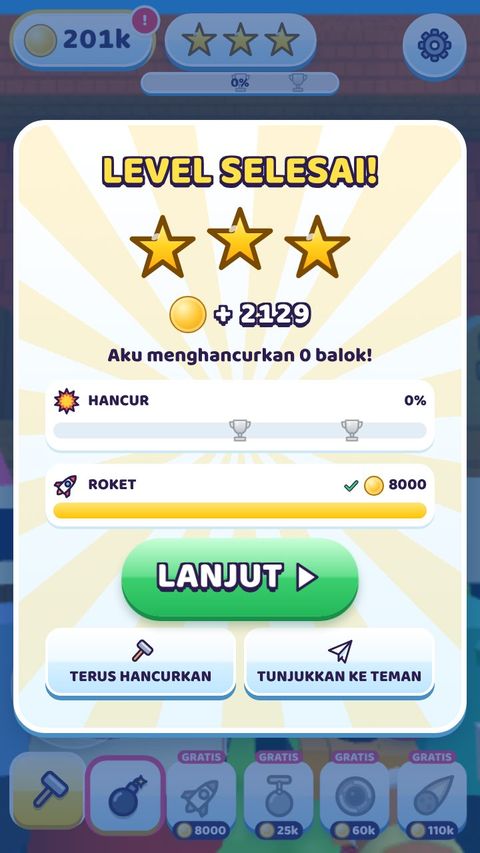 201k
!
0%
LEVEL SELESAI!
+ 2129
Aku menghancurkan 0 balok!
HANCUR 0%
ROKET 8000
LANJUT
TERUS HANCURKAN
TUNJUKKAN KE TEMAN
GRATIS GRATIS GRATIS GRATIS
8000 25k 60k 110k